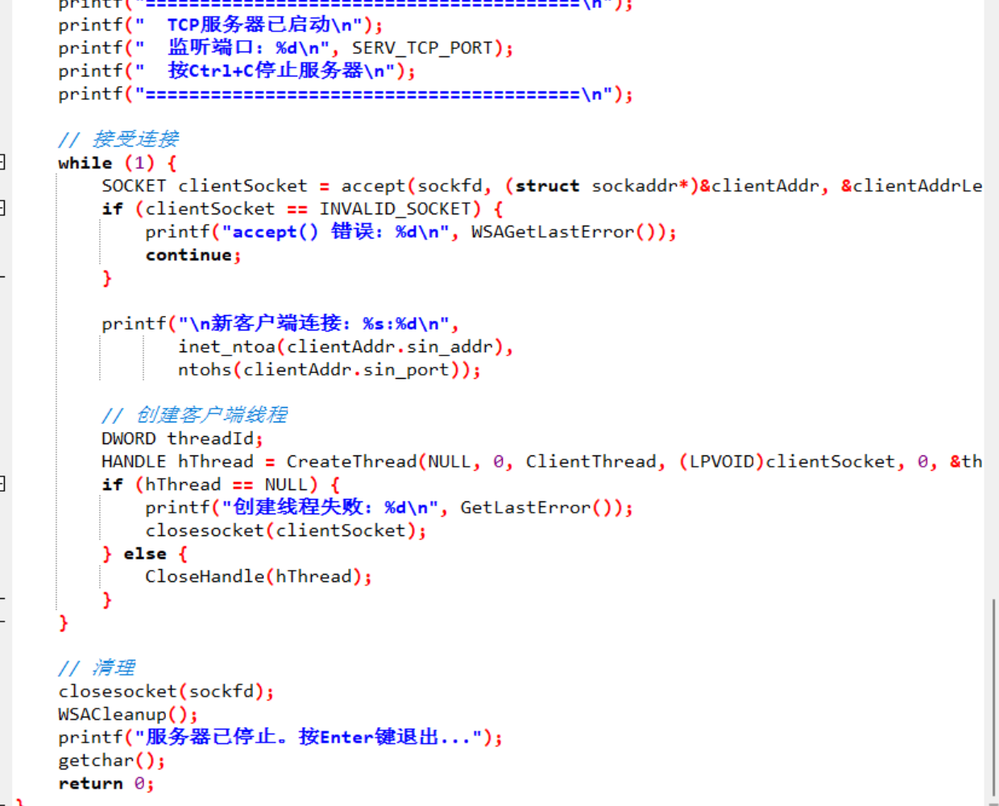 printf("========================================\n");
printf("  TCP服务器已启动\n");
printf("  监听端口: %d\n", SERV_TCP_PORT);
printf("  按Ctrl+C停止服务器\n");
printf("========================================\n");
// 接受连接
while (1) {
SOCKET clientSocket = accept(sockfd, (struct sockaddr*)&clientAddr, &clientAddrLe
if (clientSocket == INVALID_SOCKET) {
printf("accept() 错误: %d\n", WSAGetLastError());
continue;
}
printf("\n新客户端连接: %s:%d\n",
inet_ntoa(clientAddr.sin_addr),
ntohs(clientAddr.sin_port));
// 创建客户端线程
DWORD threadId;
HANDLE hThread = CreateThread(NULL, 0, ClientThread, (LPVOID)clientSocket, 0, &th
if (hThread == NULL) {
printf("创建线程失败: %d\n", GetLastError());
closesocket(clientSocket);
} else {
CloseHandle(hThread);
}
}
// 清理
closesocket(sockfd);
WSACleanup();
printf("服务器已停止。按Enter键退出...");
getchar();
return 0;
}